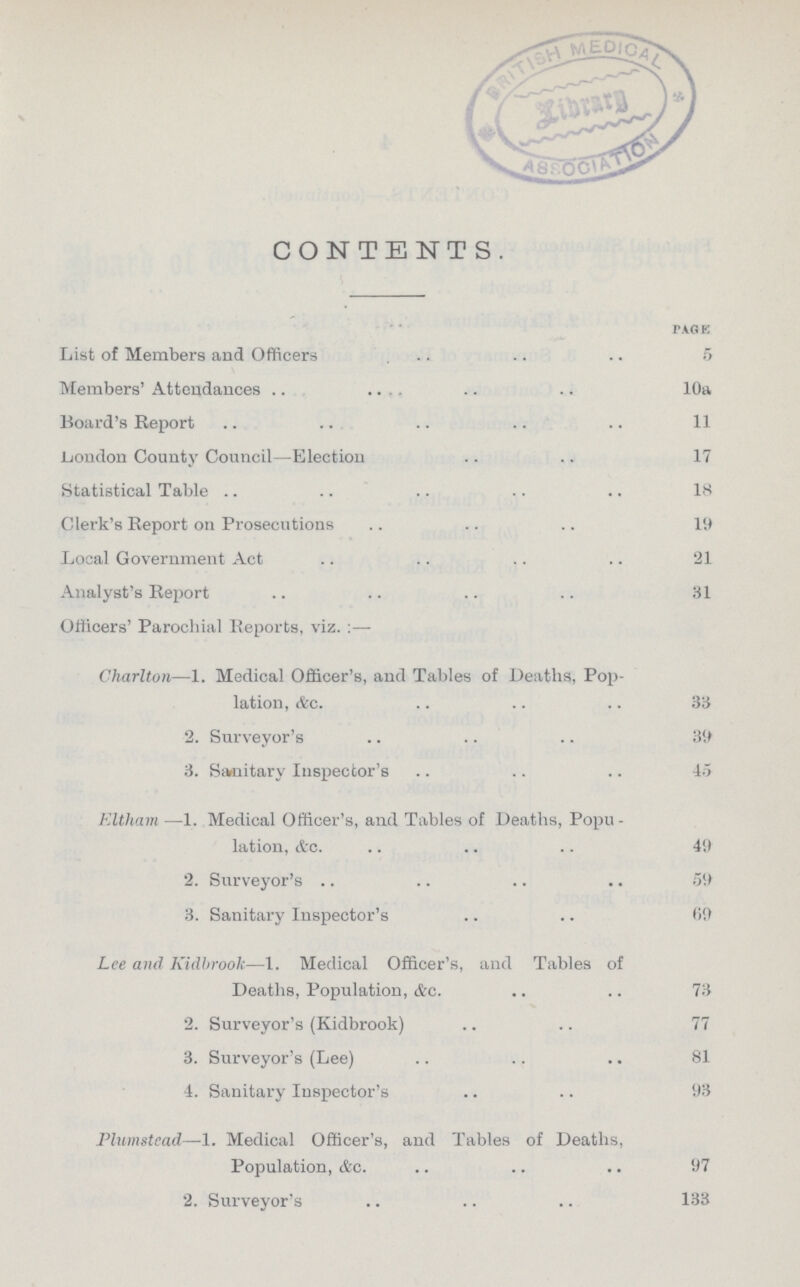 BRITISH MEDICAL
Library
ASSOCIATION
CONTENTS.
PAGE
List of Members and Officers .. .. .. 5
Members' Attendances .. .. .. .. 10a
Board's Report .. .. .. .. .. 11
London County Council—Election .. .. 17
Statistical Table .. .. .. .. .. 18
Clerk's Report on Prosecutions .. .. .. 19
Local Government Act .. .. .. .. 21
Analyst's Report .. .. .. .. 31
Officers' Parochial Reports, viz. :—
Charlton—1. Medical Officer's, and Tables of Deaths, Pop-
lation, &c. .. .. .. 33
2. Surveyor's .. .. .. 39
3. Sanitary Inspector's .. .. .. 45
Eltham —1. Medical Officer's, and Tables of Deaths, Popu-
lation, &c. .. .. .. 49
2. Surveyor's .. .. .. .. 59
3. Sanitary Inspector's .. .. 69
Lee and Kidbrook—1. Medical Officer's, and Tables of
Deaths, Population, &c. .. .. 73
2. Surveyor's (Kidbrook) .. .. 77
3. Surveyor's (Lee) .. .. .. 81
4. Sanitary Inspector's .. .. 93
Plumstead—1. Medical Officer's, and Tables of Deaths,
Population, &c. .. .. .. 97
2. Surveyor's .. .. .. 133